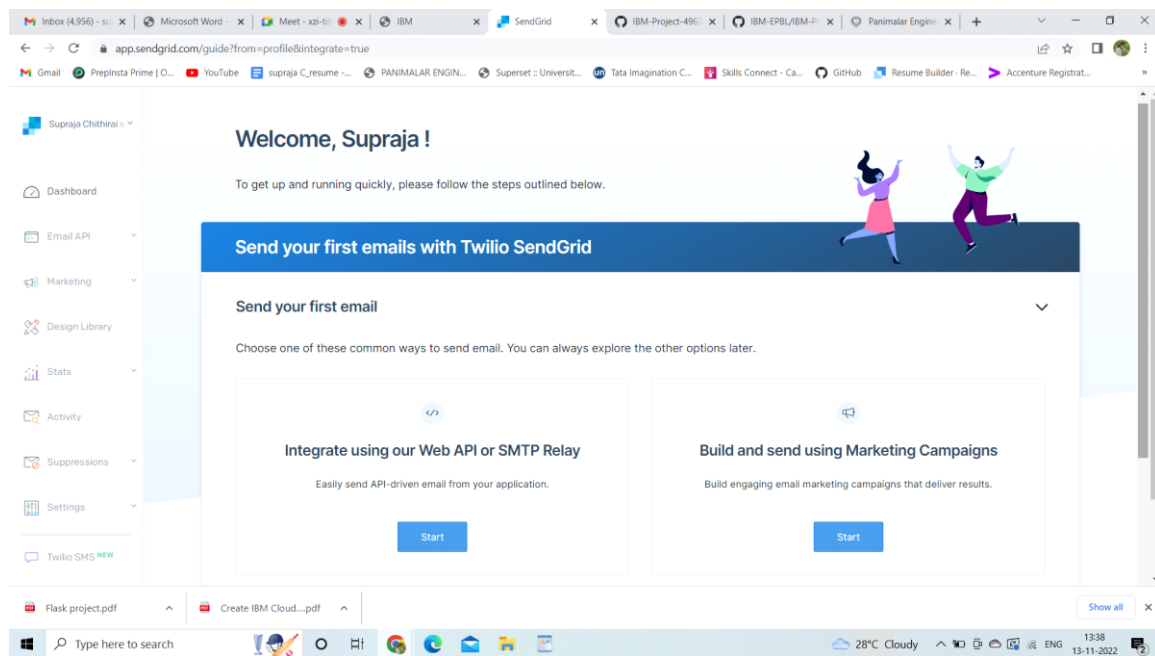 Inbox (4,956) - su
Microsoft Word -
Meet - xzi-td-
IBM
SendGrid
IBM-Project-496
IBM-EPBL/IBM-P
Panimalar Engine
app.sendgrid.com/guide?from=profile&integrate=true
Gmail
PrepInsta Prime | O...
YouTube
supraja C_resume -...
PANIMALAR ENGIN...
Superset :: Universit...
Tata Imagination C...
Skills Connect - Ca...
GitHub
Resume Builder · Re...
Accenture Registrat...
Supraja Chithirai s
Dashboard
Email API
Marketing
Design Library
Stats
Activity
Suppressions
Settings
Twilio SMS NEW
Welcome, Supraja !
To get up and running quickly, please follow the steps outlined below.
Send your first emails with Twilio SendGrid
Send your first email
Choose one of these common ways to send email. You can always explore the other options later.
Integrate using our Web API or SMTP Relay
Easily send API-driven email from your application.
Start
Build and send using Marketing Campaigns
Build engaging email marketing campaigns that deliver results.
Start
Flask project.pdf
Create IBM Cloud....pdf
Show all
Type here to search
28°C Cloudy
ENG
13:38
13-11-2022
2